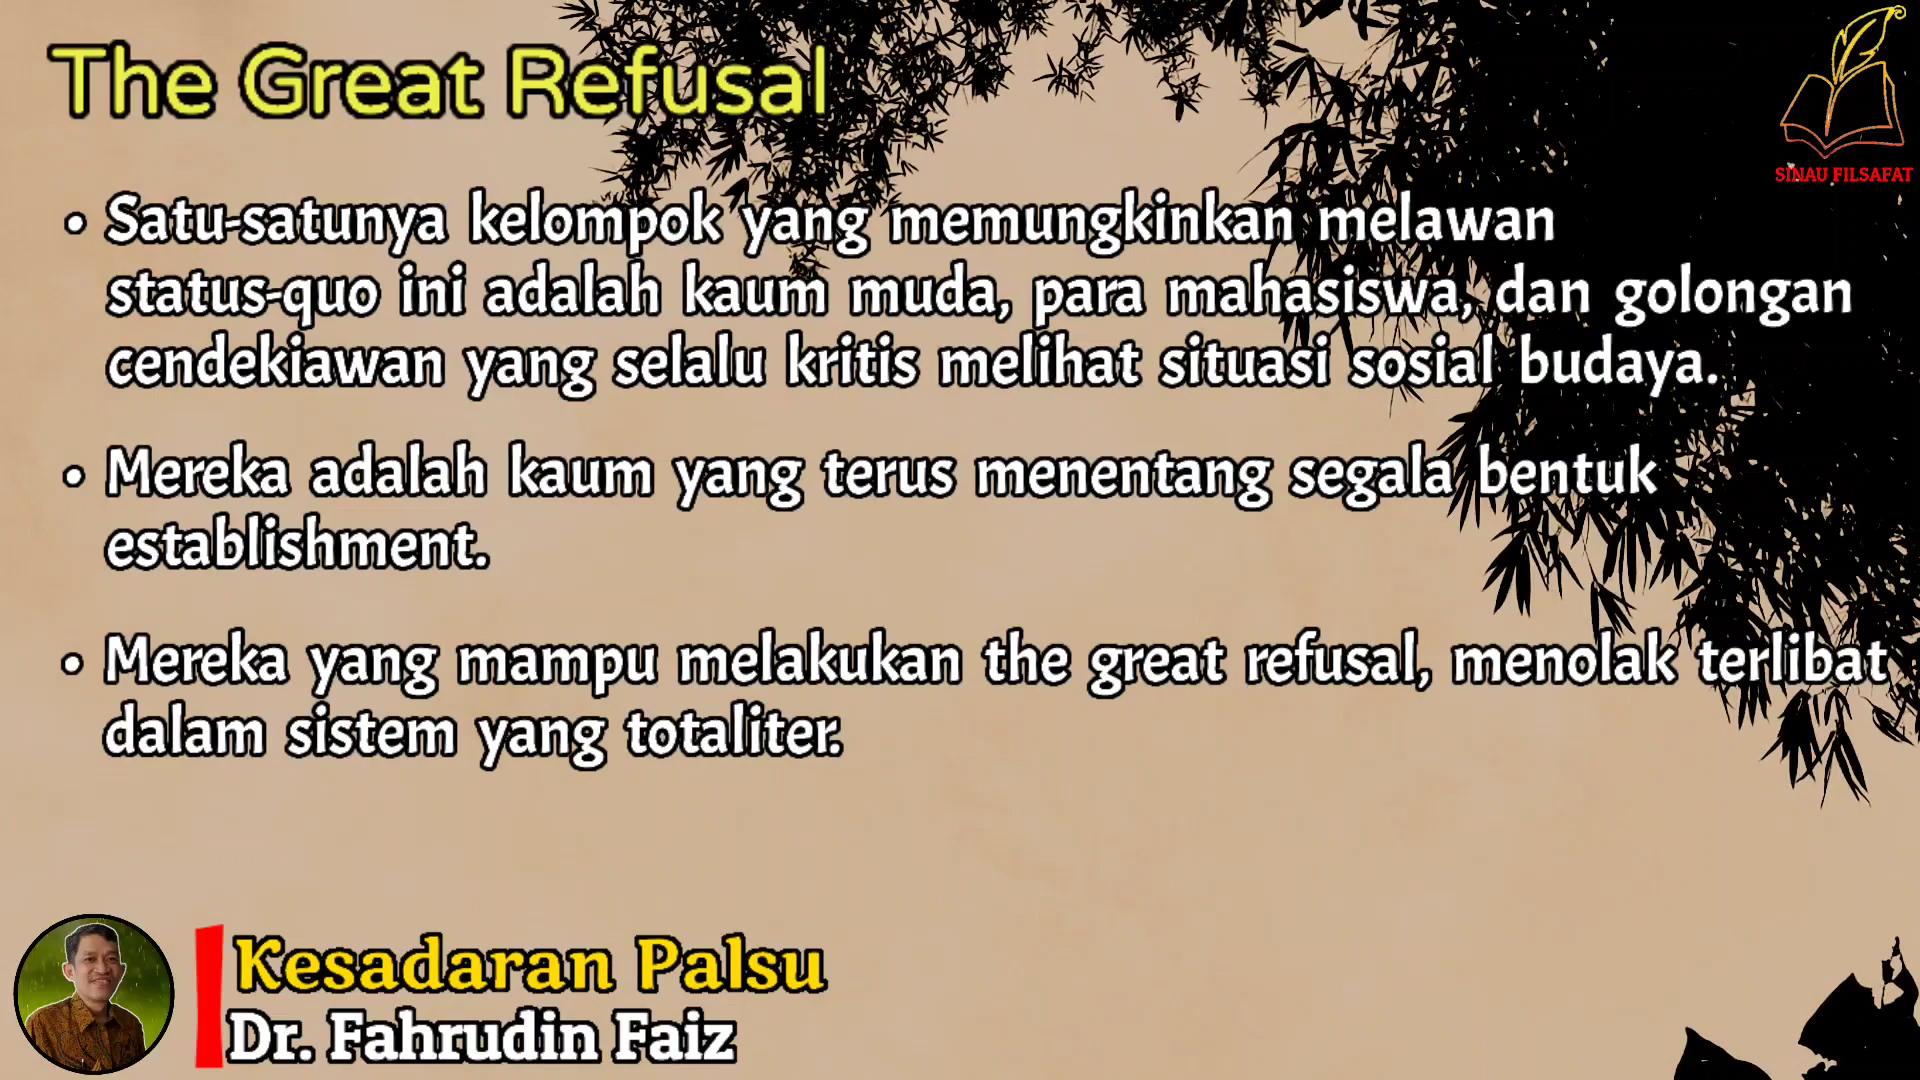 The Great Refusal
SINAU FILSAFAT
• Satu-satunya kelompok yang memungkinkan melawan
status-quo ini adalah kaum muda, para mahasiswa, dan golongan
cendekiawan yang selalu kritis melihat situasi sosial budaya.
• Mereka adalah kaum yang terus menentang segala bentuk
establishment.
• Mereka yang mampu melakukan the great refusal, menolak terlibat
dalam sistem yang totaliter.
Kesadaran Palsu
Dr. Fahrudin Faiz